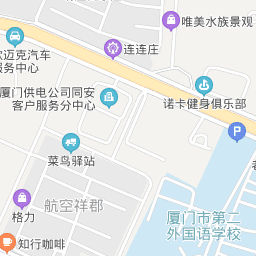 唯美水族景观
连连庄
欧迈克汽车
服务中心
诺卡健身俱乐部
厦门供电公司同安
客户服务分中心
P
菜鸟驿站
航空祥郡
格力
厦门市第二
外国语学校
知行咖啡